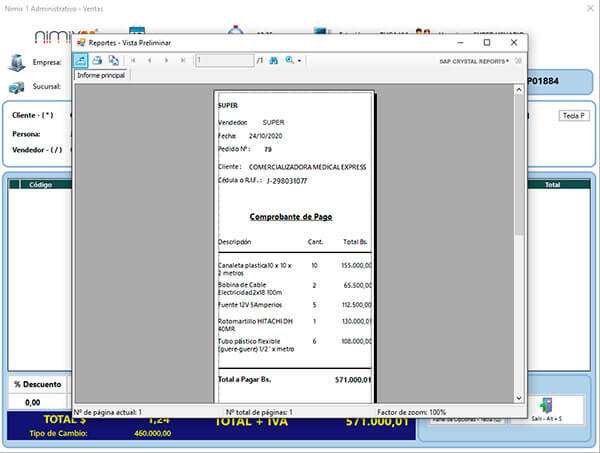 Nimix 1 Administrativo - Ventas
nimix
Reportes - Vista Preliminar
1 /1
SAP CRYSTAL REPORTS®
Informe principal
Empresa:
Sucursal:
P01884
Cliente - ( * )
Tecla P
Persona:
Vendedor - ( / )
Código
Total
SUPER
Vendedor: SUPER
Fecha: 24/10/2020
Pedido Nº : 79
Cliente : COMERCIALIZADORA MEDICAL EXPRESS
Cédula o R.I.F. : J-298031077
Comprobante de Pago
Descripción Cant. Total Bs.
Canaleta plastica10 x 10 x 10 155.000,00
2 metros
Bobina de Cable 2 65.500,00
Electricidad2x18 100m
Fuente 12V 5Amperios 5 112.500,00
Rotomartillo HITACHI DH 1 130.000,01
40MR
Tubo plástico flexible 6 108.000,00
(guere-guere) 1/2" x metro
Total a Pagar Bs. 571.000,01
% Descuento
0,00
Nº de página actual: 1 Nº total de páginas: 1 Factor de zoom: 100%
TOTAL $ 1,24 TOTAL + IVA 571.000,01
Tipo de Cambio: 460.000,00
Panel de Opciones - Tecla (Q)
Salir - Alt + S